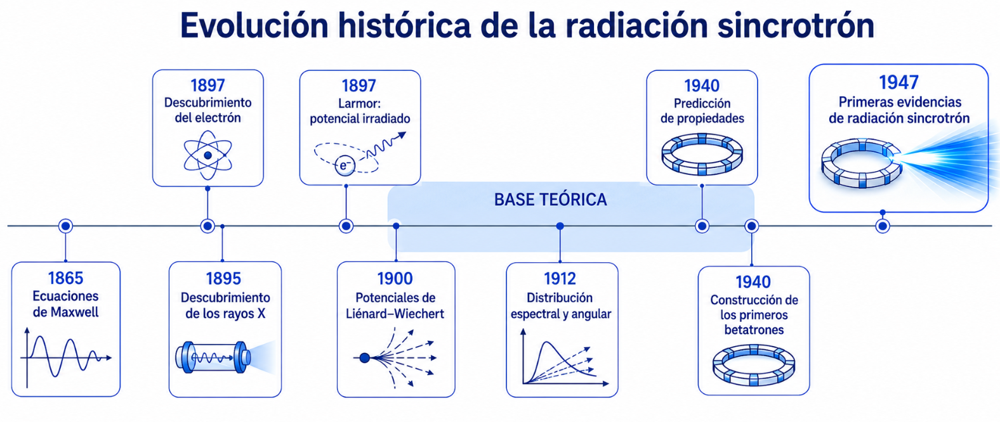 Evolución histórica de la radiación sincrotrón
1897
Descubrimiento
del electrón
1897
Larmor:
potencial irradiado
e⁻
1940
Predicción
de propiedades
1947
Primeras evidencias
de radiación sincrotrón
BASE TEÓRICA
1865
Ecuaciones
de Maxwell
1895
Descubrimiento
de los rayos X
1900
Potenciales de
Liénard–Wiechert
1912
Distribución
espectral y angular
1940
Construcción de
los primeros
betatrones